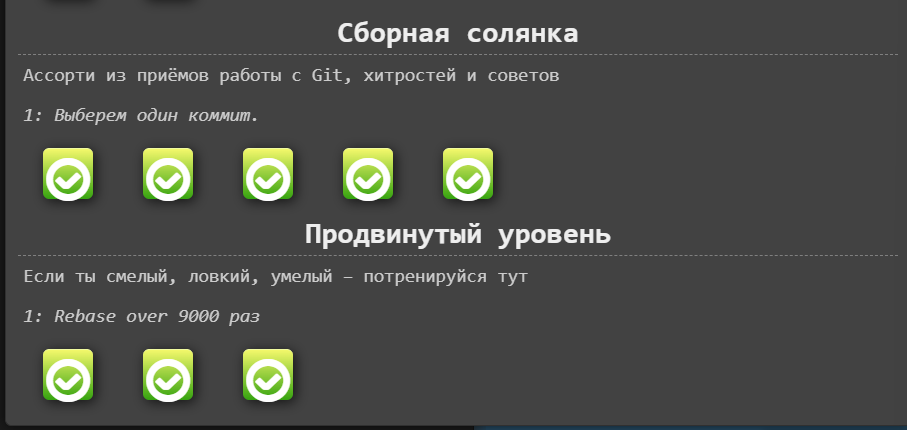 Сборная солянка
Ассорти из приёмов работы с Git, хитростей и советов
1: Выберем один коммит.
Продвинутый уровень
Если ты смелый, ловкий, умелый — потренируйся тут
1: Rebase over 9000 раз